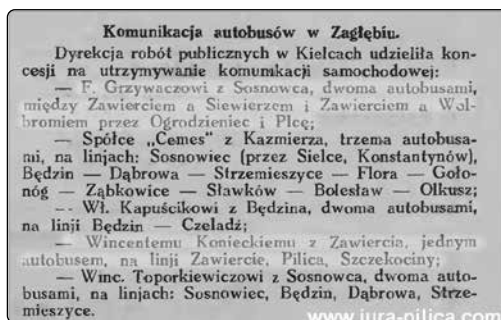 Komunikacja autobusów w Zagłębiu.
Dyrekcja robót publicznych w Kielcach udzieliła kon-
cesji na utrzymywanie komunikacji samochodowej:
— F. Grzywaczowi z Sosnowca, dwoma autobusami,
między Zawierciem a Siewierzem i Zawierciem a Wol-
bromiem przez Ogrodzieniec i Plcę;
— Spółce „Cemes" z Kazmierza, trzema autobusa-
mi, na linjach: Sosnowiec (przez Sielce, Konstantynów),
Będzin — Dąbrowa — Strzemieszyce — Flora — Goło-
nóg — Ząbkowice — Sławków — Bolesław — Olkusz;
— Wł. Kapuścikowi z Będzina, dwoma autobusami,
na linji Będzin — Czeladź;
— Wincentemu Konieckiemu z Zawiercia, jednym
autobusem, na linji Zawiercie, Pilica, Szczekociny;
— Winc. Toporkiewiczowi z Sosnowca, dwoma auto-
busami, na linjach: Sosnowiec, Będzin, Dąbrowa, Strze-
mieszyce.
www.jura-pilica.com